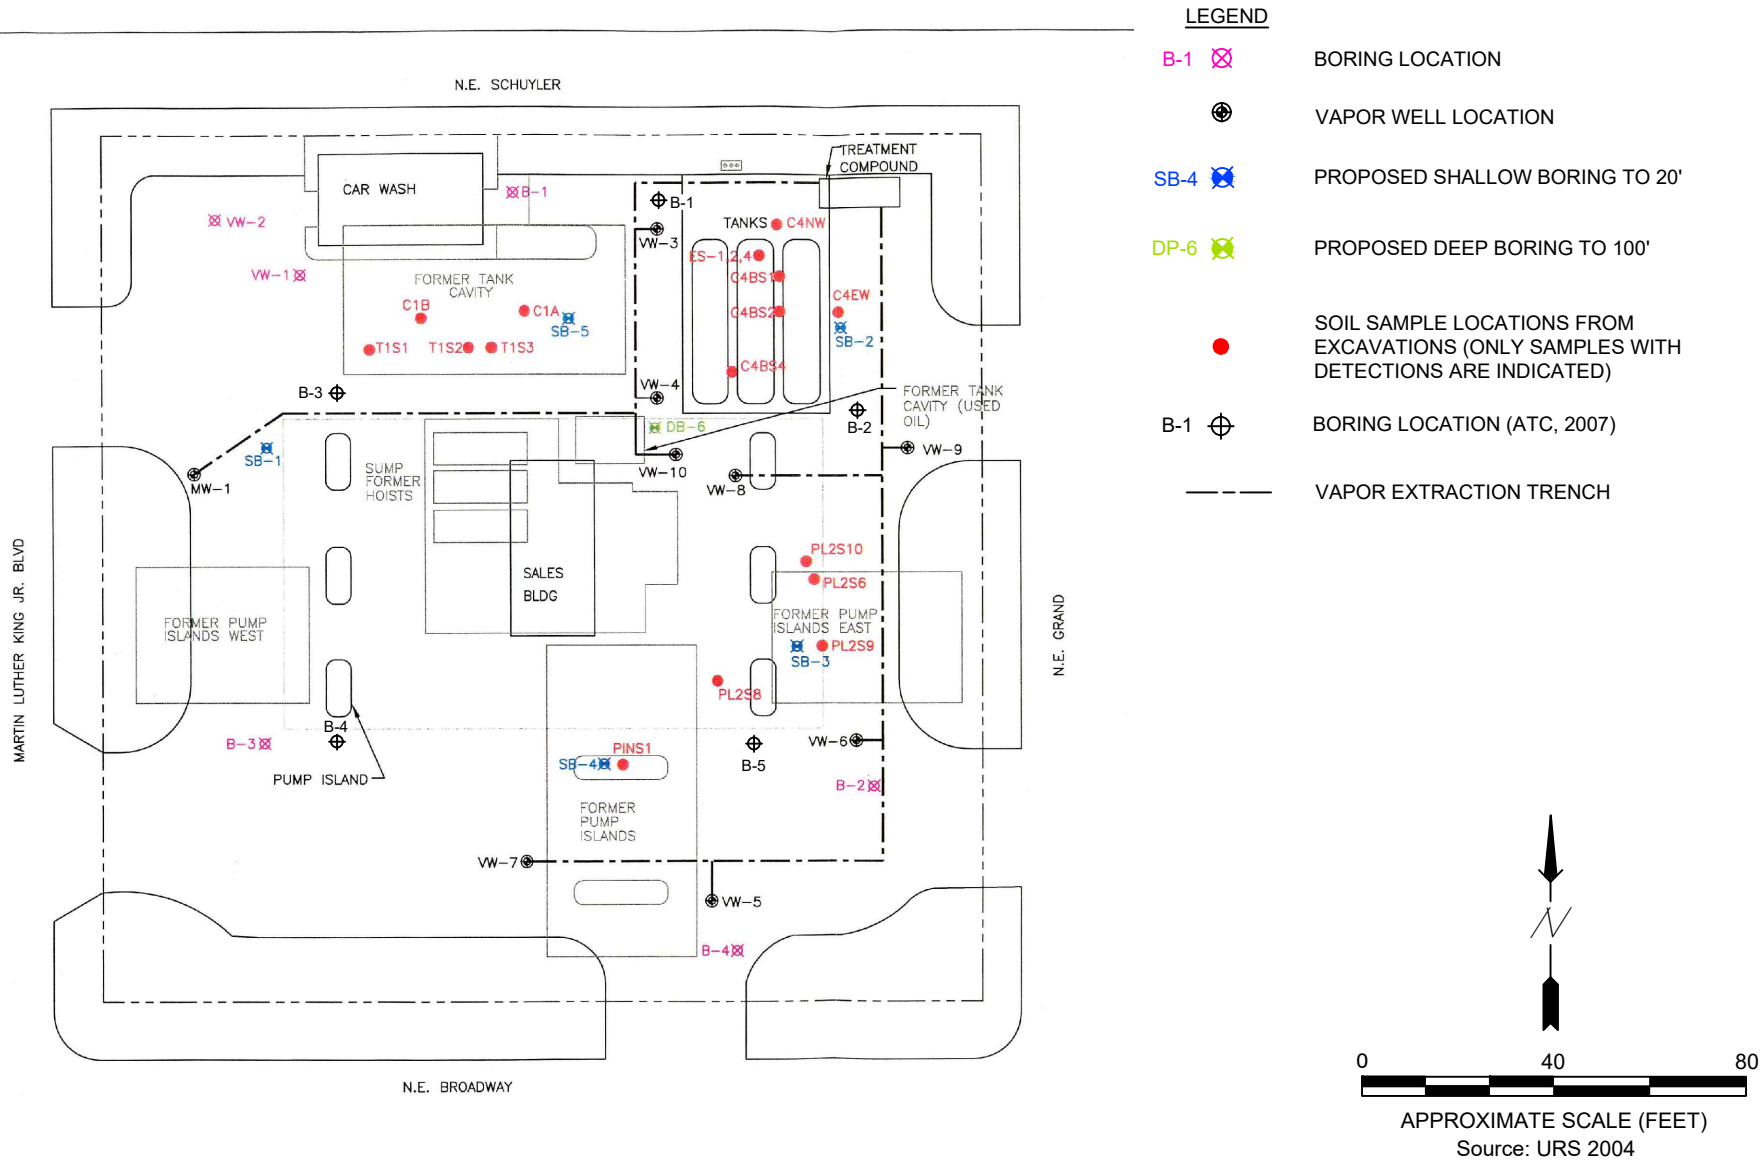 LEGEND
B-1
BORING LOCATION
VAPOR WELL LOCATION
SB-4
PROPOSED SHALLOW BORING TO 20'
DP-6
PROPOSED DEEP BORING TO 100'
SOIL SAMPLE LOCATIONS FROM
EXCAVATIONS (ONLY SAMPLES WITH
DETECTIONS ARE INDICATED)
B-1
BORING LOCATION (ATC, 2007)
VAPOR EXTRACTION TRENCH
N.E. SCHUYLER
TREATMENT
COMPOUND
CAR WASH
B-1
B-1
VW-2
TANKS
C4NW
VW-3
ES-1,2,4
VW-1
FORMER TANK
CAVITY
C4BS1
C1B
C1A
C4BS2
C4EW
SB-5
SB-2
T1S1
T1S2
T1S3
C4BS4
B-3
VW-4
FORMER TANK
CAVITY (USED
OIL)
DB-6
B-2
SB-1
VW-9
MW-1
SUMP
FORMER
HOISTS
VW-10
VW-8
PL2S10
SALES
BLDG
PL2S6
FORMER PUMP
ISLANDS WEST
FORMER PUMP
ISLANDS EAST
PL2S9
SB-3
PL2S8
MARTIN LUTHER KING JR. BLVD
N.E. GRAND
B-4
B-3
PINS1
VW-6
SB-4
B-5
PUMP ISLAND
B-2
FORMER
PUMP
ISLANDS
VW-7
VW-5
B-4
N.E. BROADWAY
N
0 40 80
APPROXIMATE SCALE (FEET)
Source: URS 2004